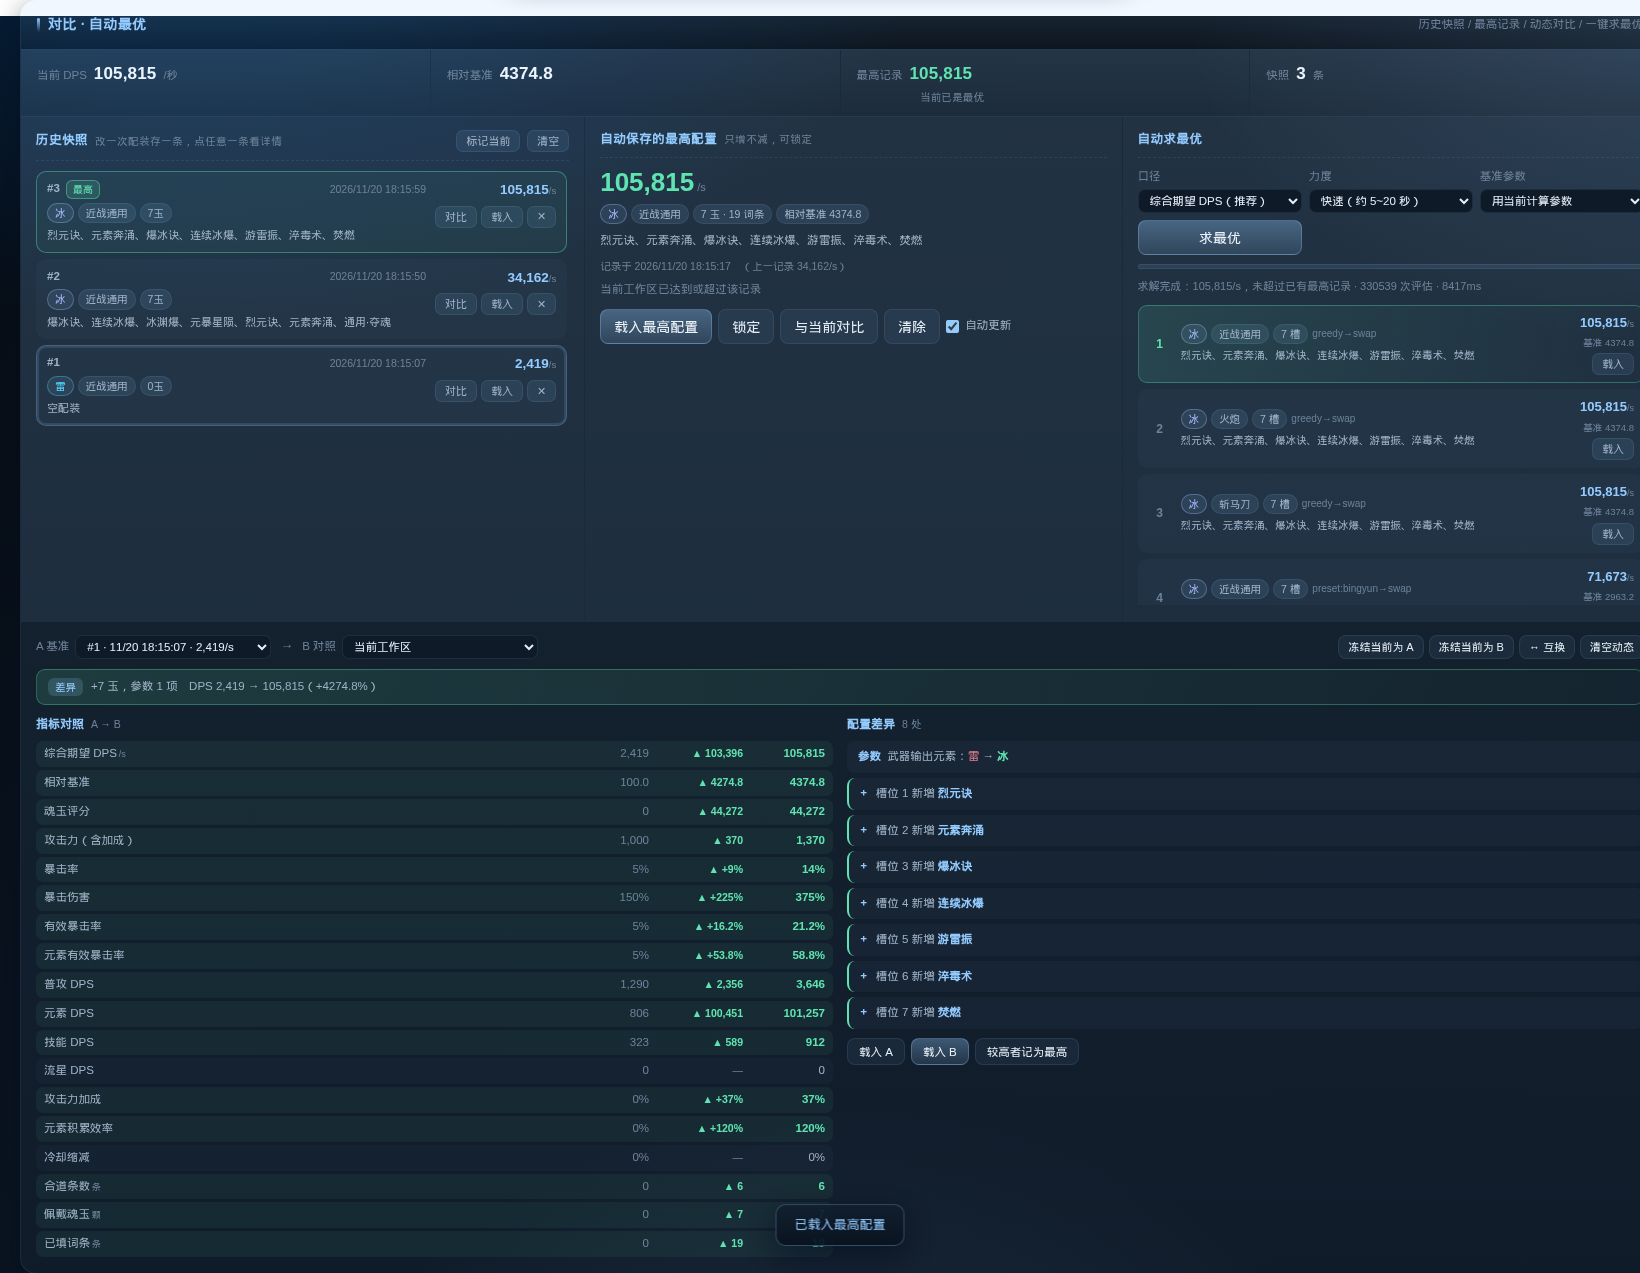 对比 · 自动最优
历史快照 / 最高记录 / 动态对比 / 一键求最优
当前 DPS 105,815 /秒
相对基准 4374.8
最高记录 105,815
当前已是最优
快照 3 条
历史快照 改一次配装存一条，点任意一条看详情
标记当前 清空
#3 最高 2026/11/20 18:15:59 105,815/s
冰 近战通用 7玉 对比 载入 ×
烈元诀、元素奔涌、爆冰诀、连续冰爆、游雷振、淬毒术、焚燃
#2 2026/11/20 18:15:50 34,162/s
冰 近战通用 7玉 对比 载入 ×
爆冰诀、连续冰爆、冰渊爆、元暴星陨、烈元诀、元素奔涌、通用·夺魂
#1 2026/11/20 18:15:07 2,419/s
雷 近战通用 0玉 对比 载入 ×
空配装
自动保存的最高配置 只增不减，可锁定
105,815 /s
冰 近战通用 7 玉 · 19 词条 相对基准 4374.8
烈元诀、元素奔涌、爆冰诀、连续冰爆、游雷振、淬毒术、焚燃
记录于 2026/11/20 18:15:17 （上一记录 34,162/s）
当前工作区已达到或超过该记录
载入最高配置 锁定 与当前对比 清除 自动更新
自动求最优
口径 力度 基准参数
综合期望 DPS（推荐） 快速（约 5~20 秒） 用当前计算参数
求最优
求解完成：105,815/s，未超过已有最高记录 · 330539 次评估 · 8417ms
1 冰 近战通用 7 槽 greedy→swap 105,815/s
基准 4374.8
烈元诀、元素奔涌、爆冰诀、连续冰爆、游雷振、淬毒术、焚燃
载入
2 冰 火炮 7 槽 greedy→swap 105,815/s
基准 4374.8
烈元诀、元素奔涌、爆冰诀、连续冰爆、游雷振、淬毒术、焚燃
载入
3 冰 斩马刀 7 槽 greedy→swap 105,815/s
基准 4374.8
烈元诀、元素奔涌、爆冰诀、连续冰爆、游雷振、淬毒术、焚燃
载入
4 冰 近战通用 7 槽 preset:bingyun→swap 71,673/s
基准 2963.2
A 基准 #1 · 11/20 18:15:07 · 2,419/s → B 对照 当前工作区
冻结当前为 A 冻结当前为 B ↔ 互换 清空动态
差异 +7 玉，参数 1 项 DPS 2,419 → 105,815（+4274.8%）
指标对照 A → B
综合期望 DPS /s 2,419 ▲ 103,396 105,815
相对基准 100.0 ▲ 4274.8 4374.8
魂玉评分 0 ▲ 44,272 44,272
攻击力（含加成） 1,000 ▲ 370 1,370
暴击率 5% ▲ +9% 14%
暴击伤害 150% ▲ +225% 375%
有效暴击率 5% ▲ +16.2% 21.2%
元素有效暴击率 5% ▲ +53.8% 58.8%
普攻 DPS 1,290 ▲ 2,356 3,646
元素 DPS 806 ▲ 100,451 101,257
技能 DPS 323 ▲ 589 912
流星 DPS 0 — 0
攻击力加成 0% ▲ +37% 37%
元素积累效率 0% ▲ +120% 120%
冷却缩减 0% — 0%
合道条数 条 0 ▲ 6 6
佩戴魂玉 颗 0 ▲ 7
已填词条 条 0 ▲ 19
配置差异 8 处
参数 武器输出元素：雷 → 冰
+ 槽位 1 新增 烈元诀
+ 槽位 2 新增 元素奔涌
+ 槽位 3 新增 爆冰诀
+ 槽位 4 新增 连续冰爆
+ 槽位 5 新增 游雷振
+ 槽位 6 新增 淬毒术
+ 槽位 7 新增 焚燃
载入 A 载入 B 较高者记为最高
已载入最高配置